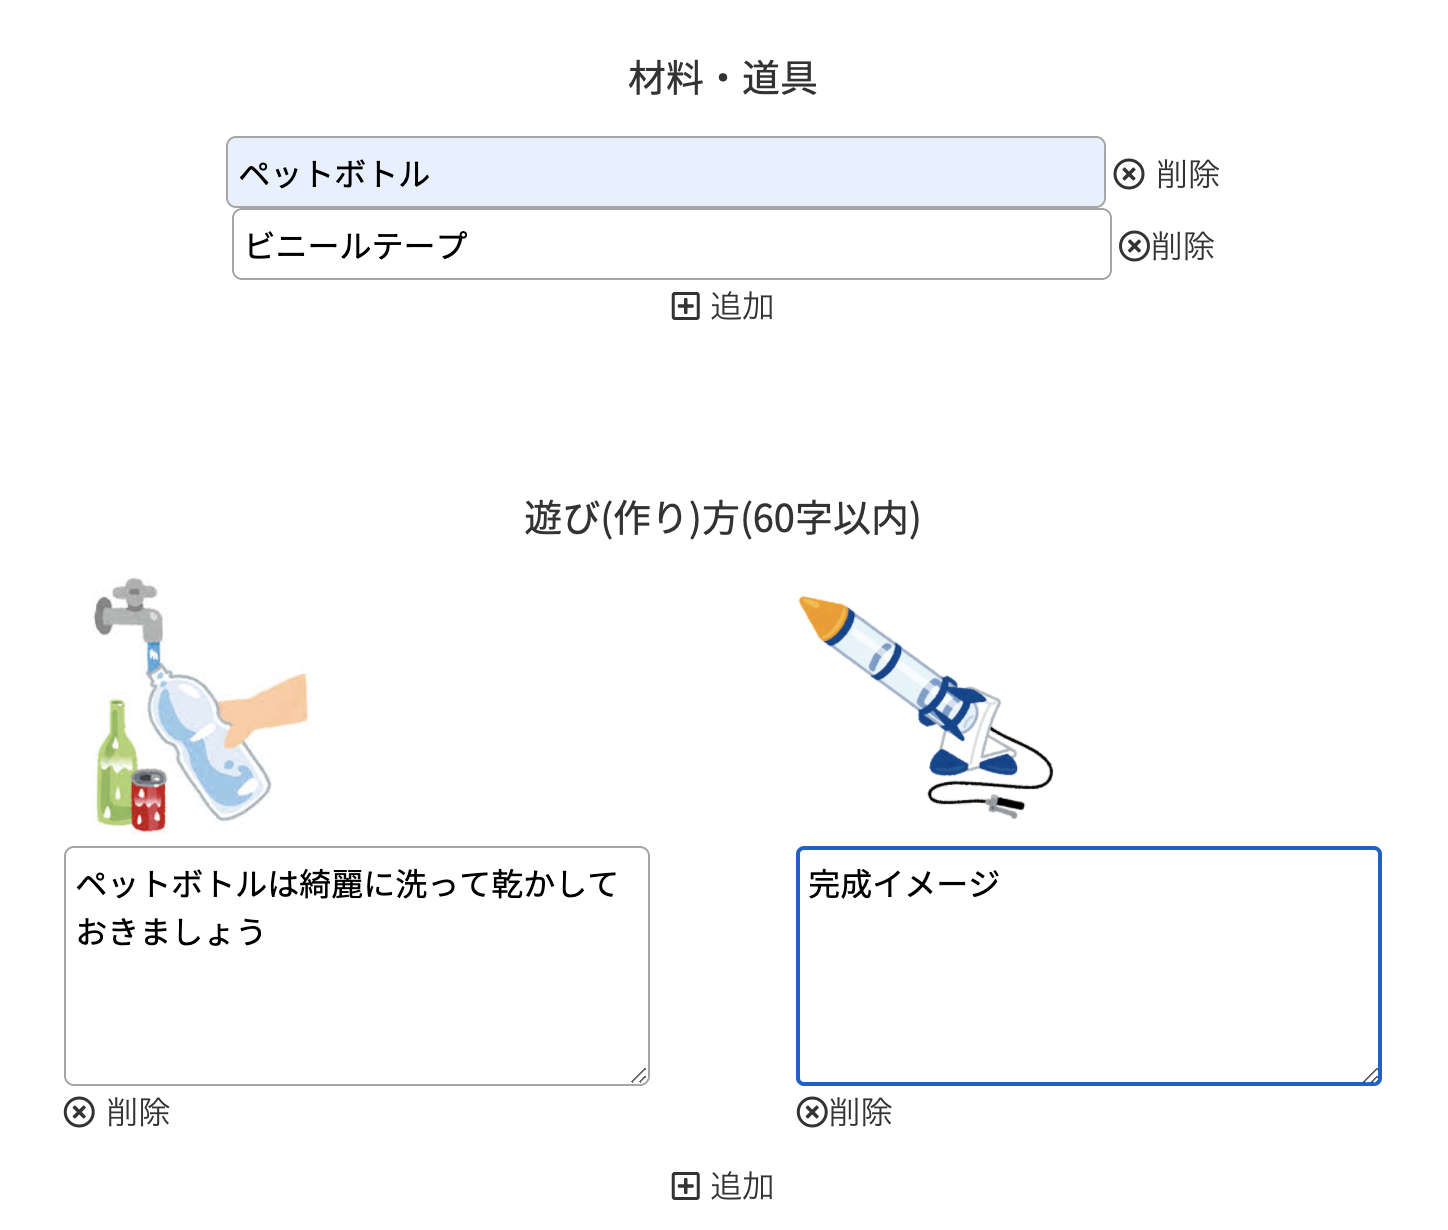 材料・道具
ペットボトル
削除
ビニールテープ
削除
追加
遊び(作り)方(60字以内)
ペットボトルは綺麗に洗って乾かして
おきましょう
削除
完成イメージ
削除
追加